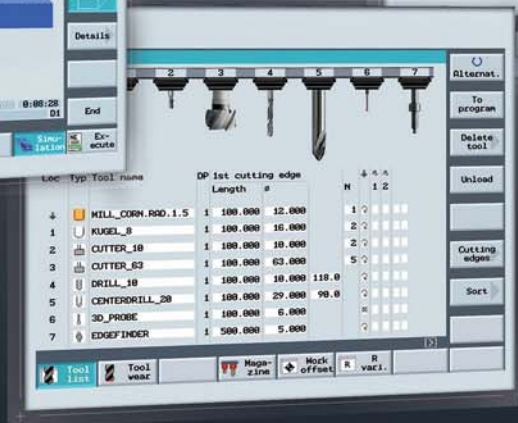 Details
0:08:28
D1
End
Simu-
lation
Ex-
ecute
2 3 4 5 6 7
Alternat.
To
program
Delete
tool
Unload
Cutting
edges
Sort
Loc Typ Tool name DP 1st cutting edge
Length ø N 1 2
MILL_CORN.RAD.1.5 1 100.000 12.000 1
1 KUGEL_8 1 100.000 16.000 2
2 CUTTER_10 1 100.000 10.000 2
3 CUTTER_63 1 100.000 63.000 5
4 DRILL_10 1 100.000 10.000 118.0
5 CENTERDRILL_20 1 100.000 29.000 90.0
6 3D_PROBE 1 100.000 6.000
7 EDGEFINDER 1 500.000 5.000
Tool
list
Tool
wear
Maga-
zine
Work
offset
R R
vari.